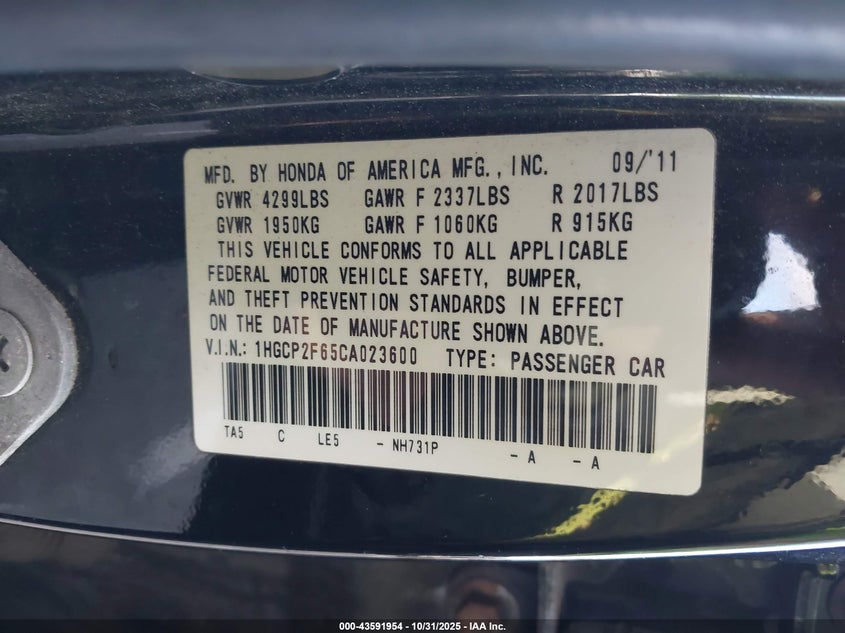 MFD. BY HONDA OF AMERICA MFG., INC. 09/'11
GVWR 4299LBS GAWR F 2337LBS R 2017LBS
GVWR 1950KG GAWR F 1060KG R 915KG
THIS VEHICLE CONFORMS TO ALL APPLICABLE
FEDERAL MOTOR VEHICLE SAFETY, BUMPER,
AND THEFT PREVENTION STANDARDS IN EFFECT
ON THE DATE OF MANUFACTURE SHOWN ABOVE.
V.I.N.: 1HGCP2F65CA023600 TYPE: PASSENGER CAR
TA5 C LE5 - NH731P - A - A
000-43591954 - 10/31/2025 - IAA Inc.